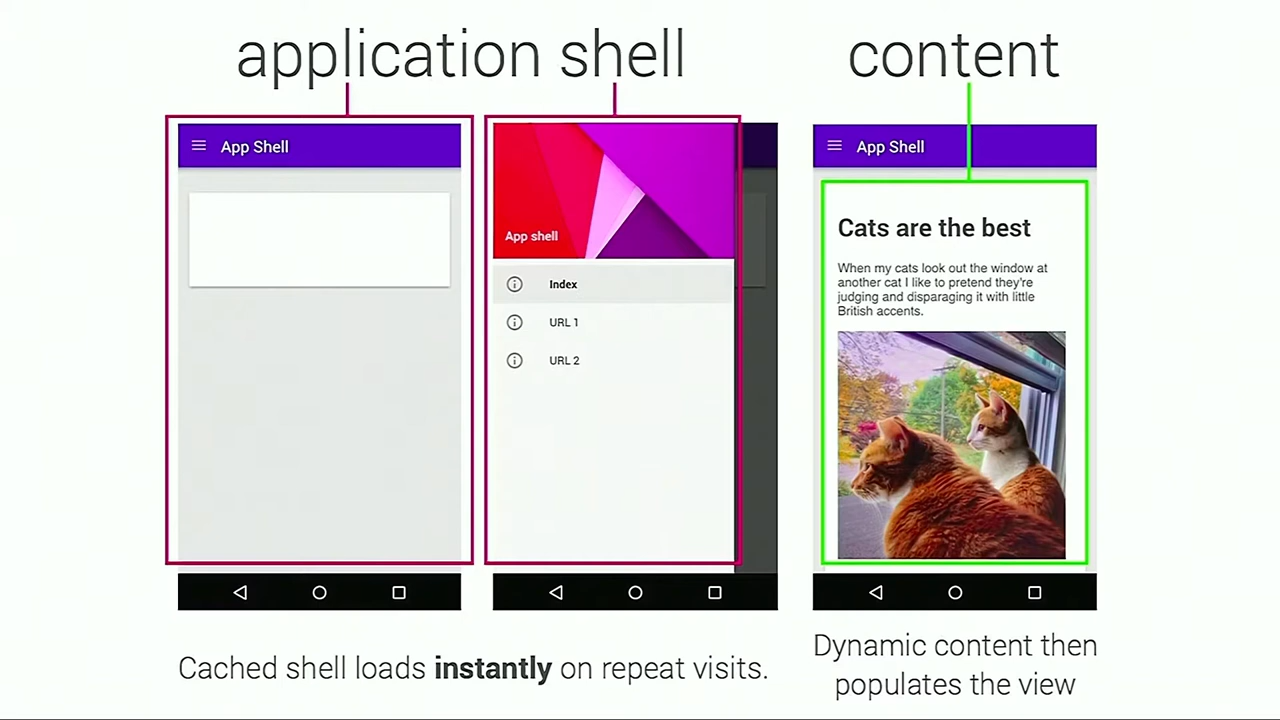 application shell
content
App Shell
App shell
Index
URL 1
URL 2
App Shell
Cats are the best
When my cats look out the window at
another cat I like to pretend they're
judging and disparaging it with little
British accents.
Cached shell loads instantly on repeat visits.
Dynamic content then
populates the view